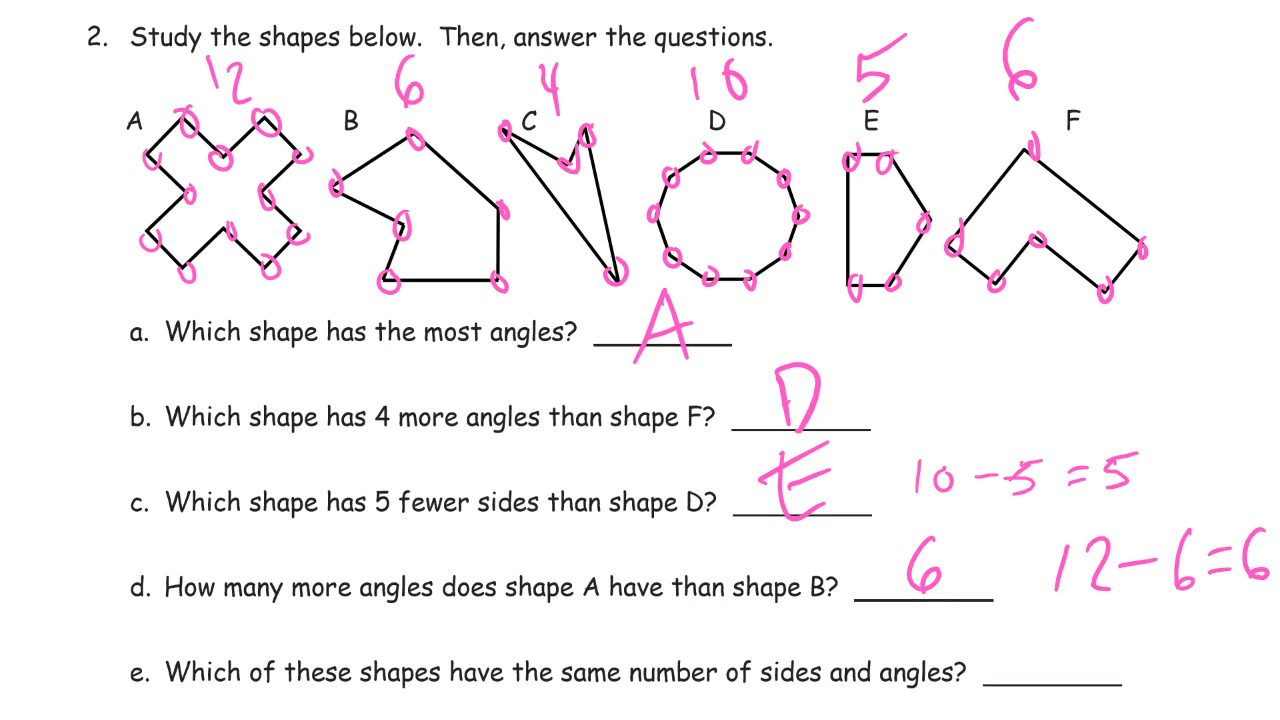 2. Study the shapes below. Then, answer the questions.
12 6 4 10 5 6
A B C D E F
a. Which shape has the most angles? A
b. Which shape has 4 more angles than shape F? D
c. Which shape has 5 fewer sides than shape D? E 10 - 5 = 5
d. How many more angles does shape A have than shape B? 6 12 - 6 = 6
e. Which of these shapes have the same number of sides and angles?